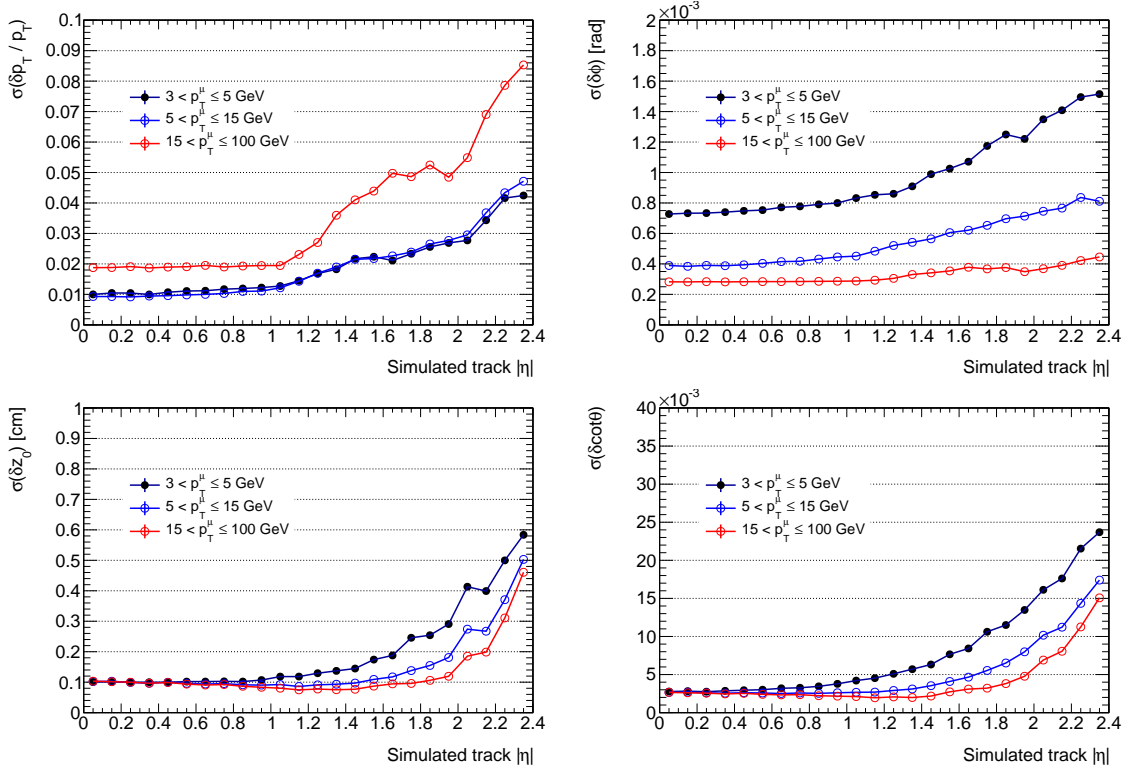 σ(δp_T / p_T)
0.1
0.09
0.08
0.07
0.06
0.05
0.04
0.03
0.02
0.01
0
3 < p_T^μ ≤ 5 GeV
5 < p_T^μ ≤ 15 GeV
15 < p_T^μ ≤ 100 GeV
0 0.2 0.4 0.6 0.8 1 1.2 1.4 1.6 1.8 2 2.2 2.4
Simulated track |η|
×10⁻³
σ(δϕ) [rad]
2
1.8
1.6
1.4
1.2
1
0.8
0.6
0.4
0.2
0
3 < p_T^μ ≤ 5 GeV
5 < p_T^μ ≤ 15 GeV
15 < p_T^μ ≤ 100 GeV
0 0.2 0.4 0.6 0.8 1 1.2 1.4 1.6 1.8 2 2.2 2.4
Simulated track |η|
σ(δz_0) [cm]
1
0.9
0.8
0.7
0.6
0.5
0.4
0.3
0.2
0.1
0
3 < p_T^μ ≤ 5 GeV
5 < p_T^μ ≤ 15 GeV
15 < p_T^μ ≤ 100 GeV
0 0.2 0.4 0.6 0.8 1 1.2 1.4 1.6 1.8 2 2.2 2.4
Simulated track |η|
×10⁻³
σ(δcotθ)
40
35
30
25
20
15
10
5
0
3 < p_T^μ ≤ 5 GeV
5 < p_T^μ ≤ 15 GeV
15 < p_T^μ ≤ 100 GeV
0 0.2 0.4 0.6 0.8 1 1.2 1.4 1.6 1.8 2 2.2 2.4
Simulated track |η|